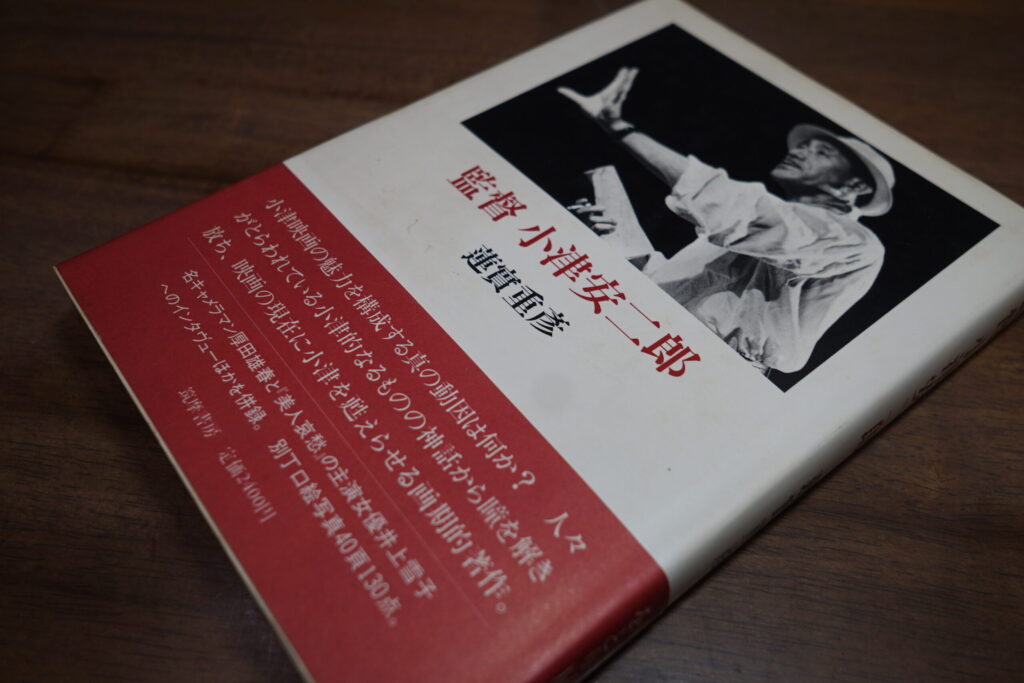 監督 小津安二郎
蓮實重彦
小津映画の魅力を構成する真の動因は何か? 人々
がとらわれている小津的なるものの神話から瞳を解き
放ち、映画の現在に小津を甦えらせる画期的著作。
名キャメラマン厚田雄春と『美人哀愁』の主演女優井上雪子
へのインタヴューほかを併録。 別丁口絵写真40頁130点。
筑摩書房 定価2400円